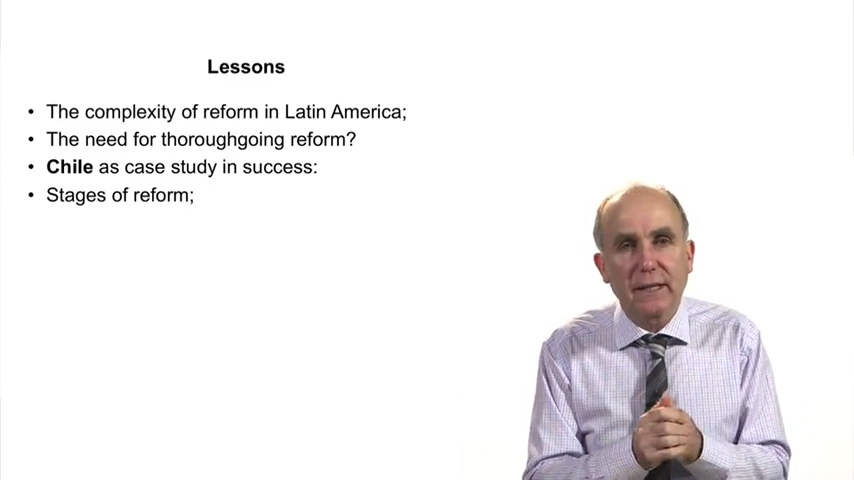 Lessons
• The complexity of reform in Latin America;
• The need for thoroughgoing reform?
• Chile as case study in success:
• Stages of reform;